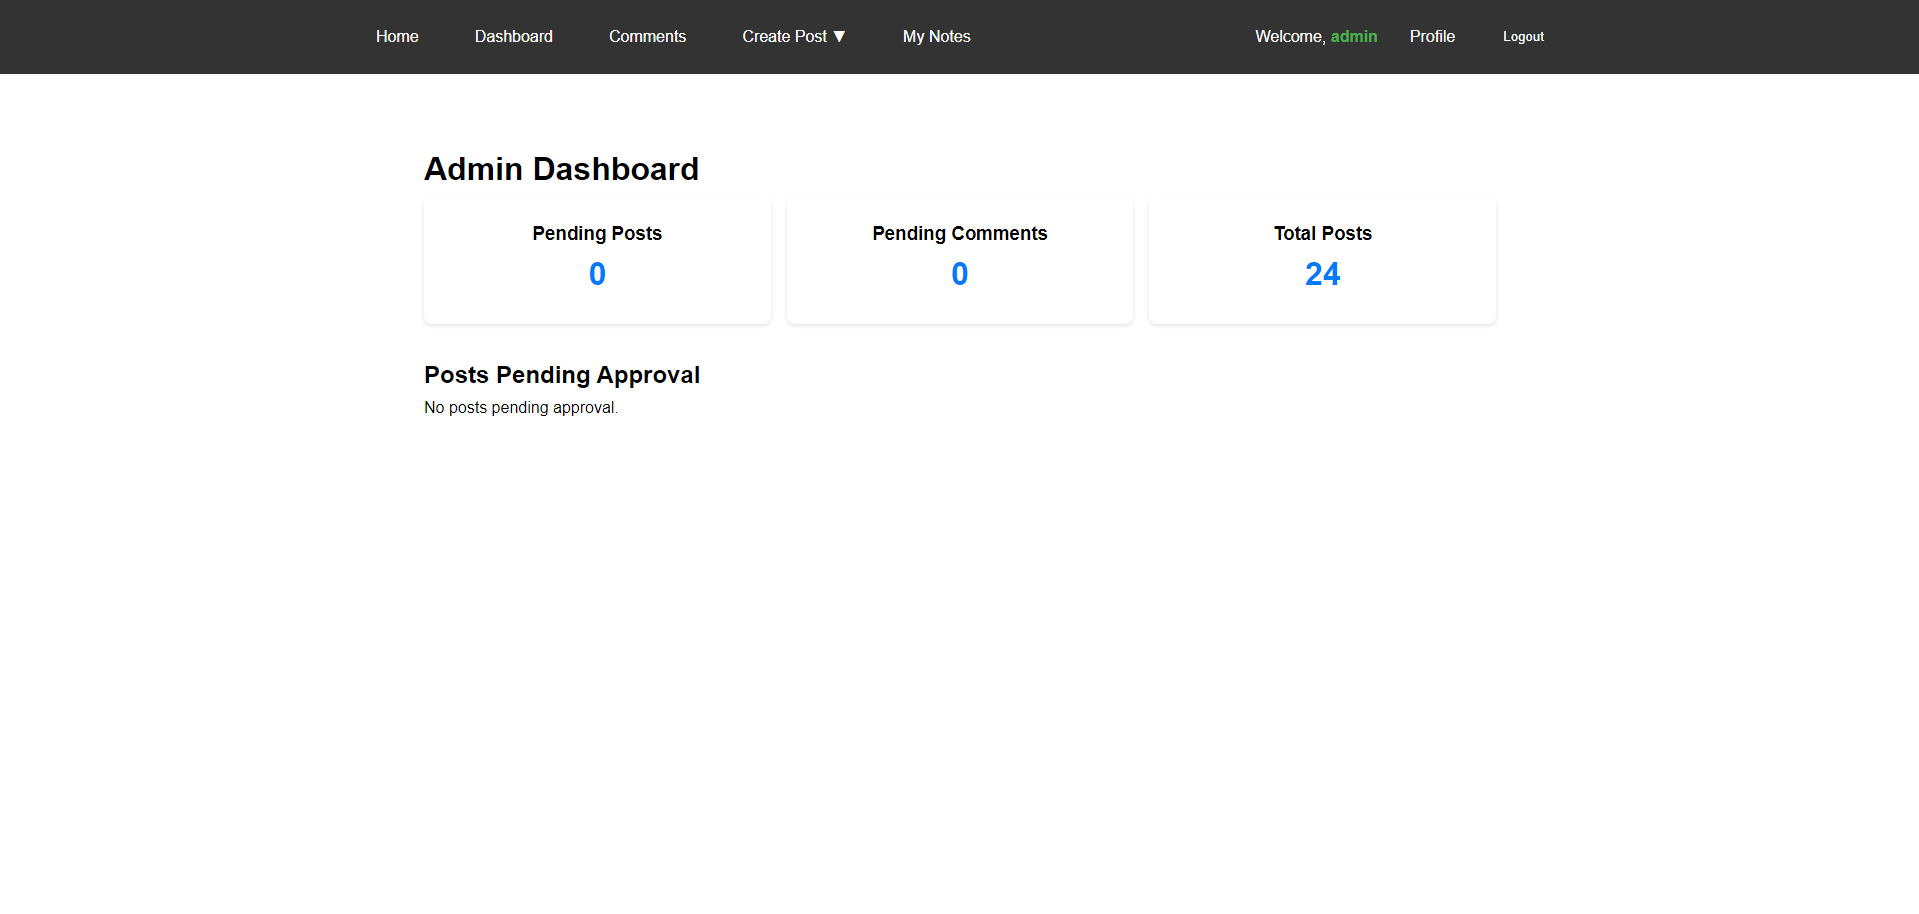 Home Dashboard Comments Create Post ▼ My Notes Welcome, admin Profile Logout
Admin Dashboard
Pending Posts Pending Comments Total Posts
0 0 24
Posts Pending Approval
No posts pending approval.